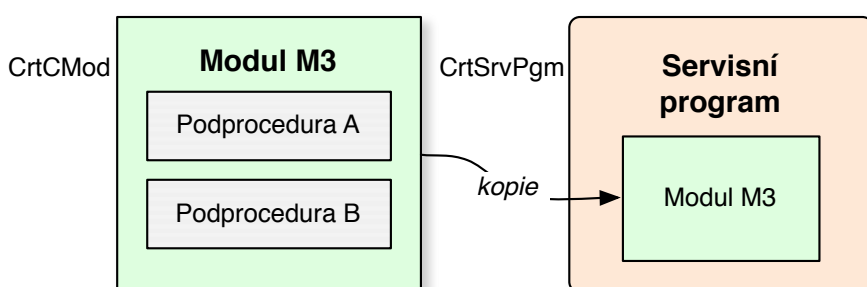 CrtCMod
Modul M3
Podprocedura A
Podprocedura B
CrtSrvPgm
kopie
Servisní
program
Modul M3